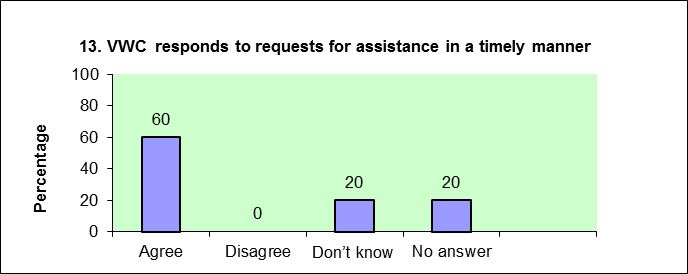 13. VWC responds to requests for assistance in a timely manner
Percentage
100
80
60
40
20
0
60
0
20
20
Agree
Disagree
Don't know
No answer